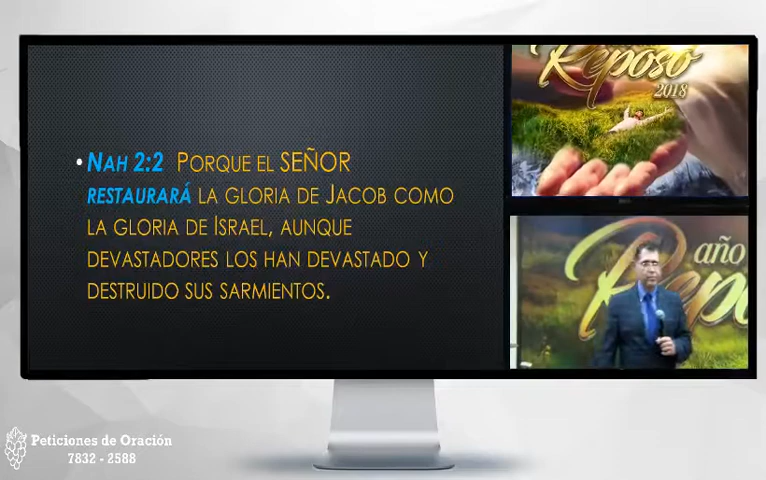 • Nah 2:2 Porque el SEÑOR
restaurará la gloria de Jacob como
la gloria de Israel, aunque
devastadores los han devastado y
destruido sus sarmientos.
Reposo
2018
año
Repo
Peticiones de Oración
7832 - 2588